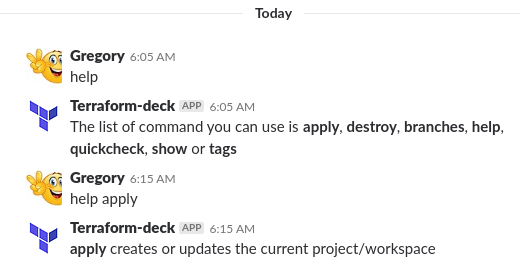 Today
Gregory 6:05 AM
help
Terraform-deck APP 6:05 AM
The list of command you can use is apply, destroy, branches, help,
quickcheck, show or tags
Gregory 6:15 AM
help apply
Terraform-deck APP 6:15 AM
apply creates or updates the current project/workspace